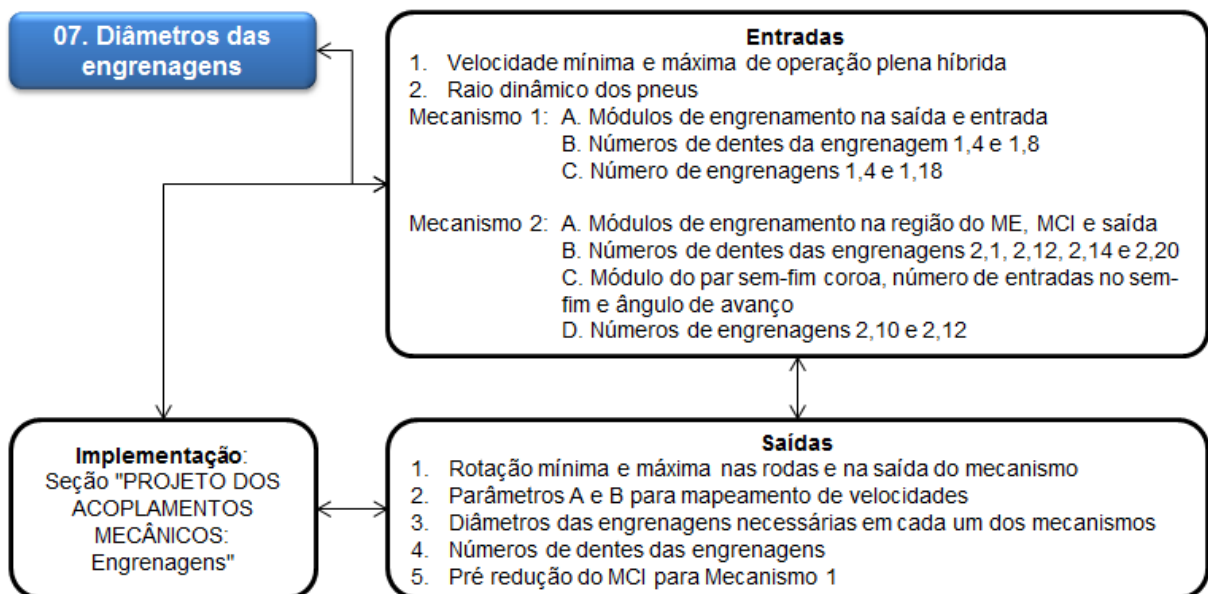 07. Diâmetros das
engrenagens
Entradas
1. Velocidade mínima e máxima de operação plena híbrida
2. Raio dinâmico dos pneus
Mecanismo 1: A. Módulos de engrenamento na saída e entrada
B. Números de dentes da engrenagem 1,4 e 1,8
C. Número de engrenagens 1,4 e 1,18
Mecanismo 2: A. Módulos de engrenamento na região do ME, MCI e saída
B. Números de dentes das engrenagens 2,1, 2,12, 2,14 e 2,20
C. Módulo do par sem-fim coroa, número de entradas no sem-
fim e ângulo de avanço
D. Números de engrenagens 2,10 e 2,12
Implementação:
Seção "PROJETO DOS
ACOPLAMENTOS
MECÂNICOS:
Engrenagens"
Saídas
1. Rotação mínima e máxima nas rodas e na saída do mecanismo
2. Parâmetros A e B para mapeamento de velocidades
3. Diâmetros das engrenagens necessárias em cada um dos mecanismos
4. Números de dentes das engrenagens
5. Pré redução do MCI para Mecanismo 1